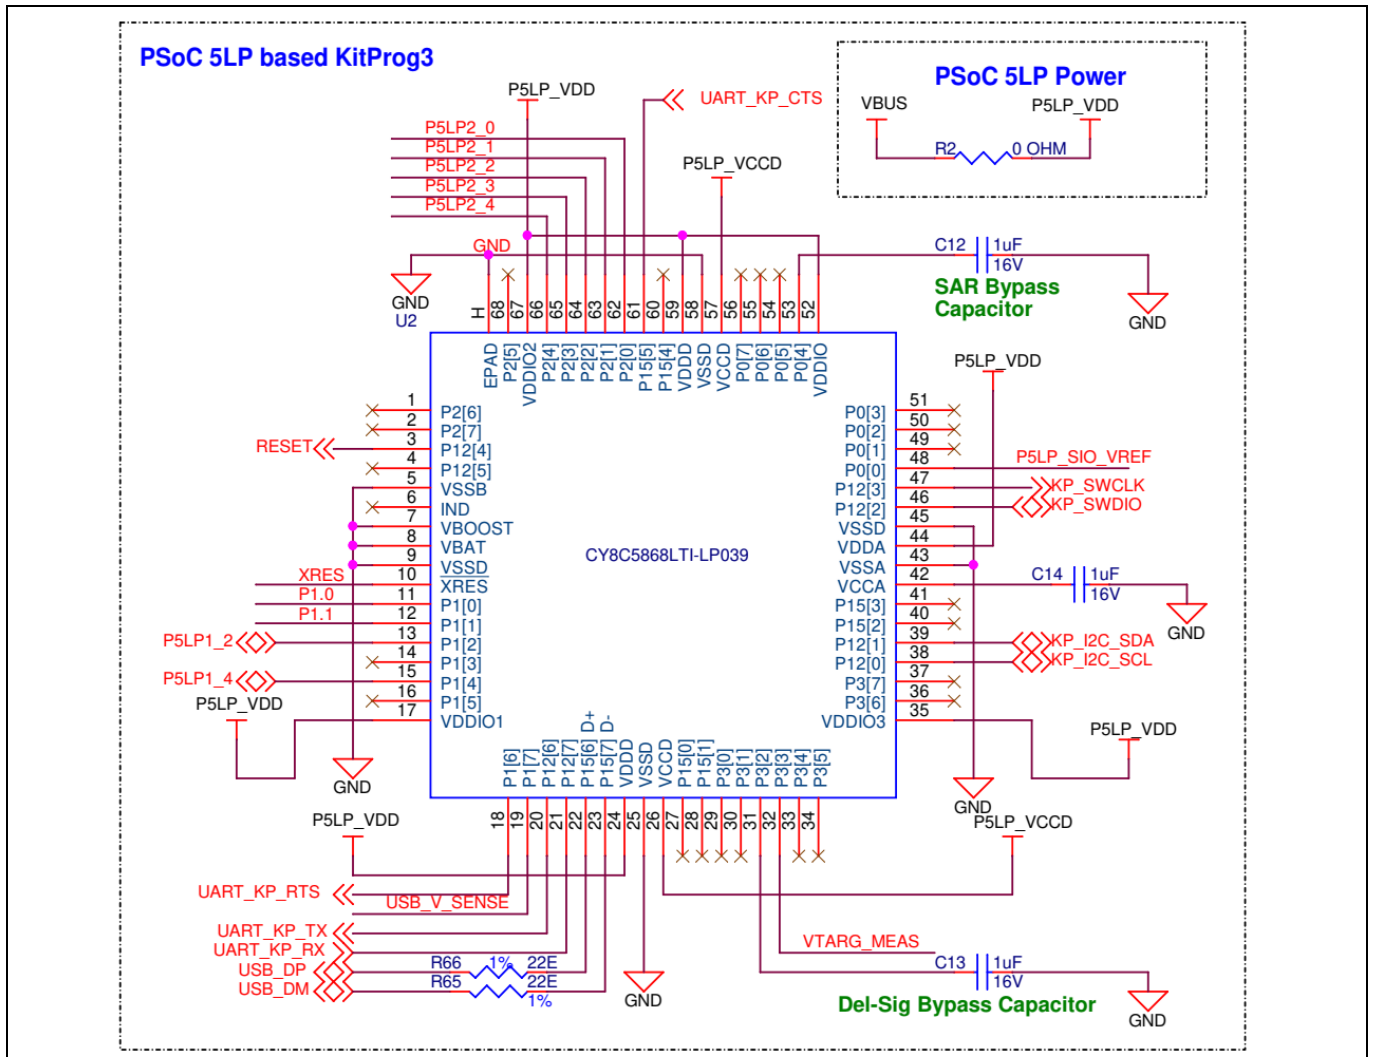 PSoC 5LP based KitProg3
PSoC 5LP Power
VBUS
P5LP_VDD
R2
0 OHM
P5LP_VDD
UART_KP_CTS
P5LP2_0
P5LP2_1
P5LP2_2
P5LP2_3
P5LP2_4
P5LP_VCCD
GND
GND
U2
C12
1uF
16V
SAR Bypass
Capacitor
GND
H
68
67
66
65
64
63
62
61
60
59
58
57
56
55
54
53
52
EPAD
P2[5]
VDDIO2
P2[4]
P2[3]
P2[2]
P2[1]
P2[0]
P15[5]
P15[4]
VDDD
VSSD
VCCD
P0[7]
P0[6]
P0[5]
P0[4]
VDDIO
P5LP_VDD
1 P2[6]
2 P2[7]
RESET 3 P12[4]
4 P12[5]
5 VSSB
6 IND
7 VBOOST
8 VBAT
9 VSSD
XRES 10 XRES
P1.0 11 P1[0]
P1.1 12 P1[1]
P5LP1_2 13 P1[2]
14 P1[3]
P5LP1_4 15 P1[4]
16 P1[5]
P5LP_VDD
17 VDDIO1
GND
CY8C5868LTI-LP039
P0[3] 51
P0[2] 50
P0[1] 49
P0[0] 48 P5LP_SIO_VREF
P12[3] 47 KP_SWCLK
P12[2] 46 KP_SWDIO
VSSD 45
VDDA 44
VSSA 43
VCCA 42
C14
1uF
16V
GND
P15[3] 41
P15[2] 40
P12[1] 39 KP_I2C_SDA
P12[0] 38 KP_I2C_SCL
P3[7] 37
P3[6] 36
VDDIO3 35
P5LP_VDD
GND
P1[6]
P1[7]
P12[6]
P12[7]
P15[6] D+
P15[7] D-
VDDD
VSSD
VCCD
P15[0]
P15[1]
P3[0]
P3[1]
P3[2]
P3[3]
P3[4]
P3[5]
18
19
20
21
22
23
24
25
26
27
28
29
30
31
32
33
34
P5LP_VDD
P5LP_VCCD
UART_KP_RTS
USB_V_SENSE
UART_KP_TX
UART_KP_RX
USB_DP
R66
1%
22E
USB_DM
R65
22E
1%
GND
VTARG_MEAS
C13
1uF
16V
Del-Sig Bypass Capacitor
GND